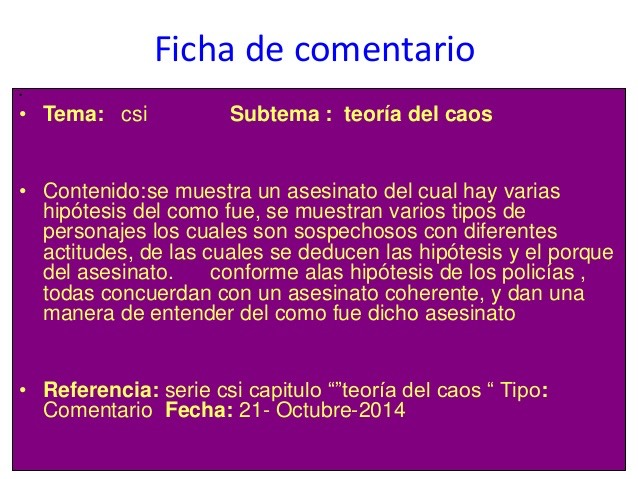 Ficha de comentario
• Tema: csi Subtema : teoría del caos
• Contenido:se muestra un asesinato del cual hay varias
hipótesis del como fue, se muestran varios tipos de
personajes los cuales son sospechosos con diferentes
actitudes, de las cuales se deducen las hipótesis y el porque
del asesinato. conforme alas hipótesis de los policías ,
todas concuerdan con un asesinato coherente, y dan una
manera de entender del como fue dicho asesinato
• Referencia: serie csi capitulo “”teoría del caos “ Tipo:
Comentario Fecha: 21- Octubre-2014